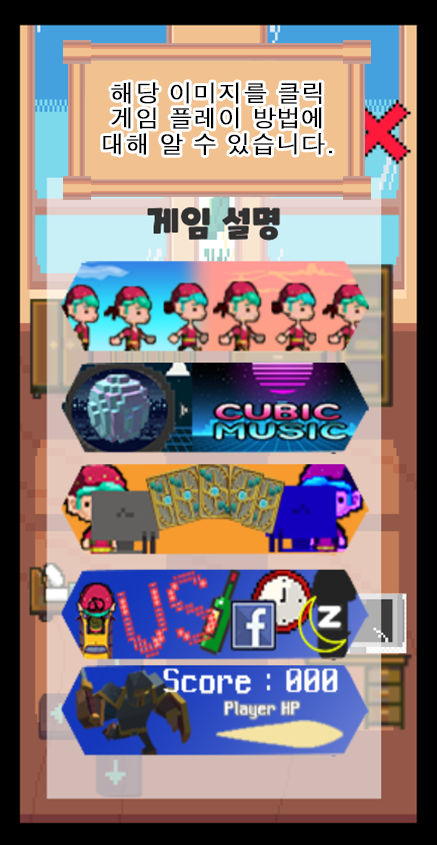 해당 이미지를 클릭
게임 플레이 방법에
대해 알 수 있습니다.
게임 설명
CUBIC
MUSIC
US
f
z
Score : 000
Player HP